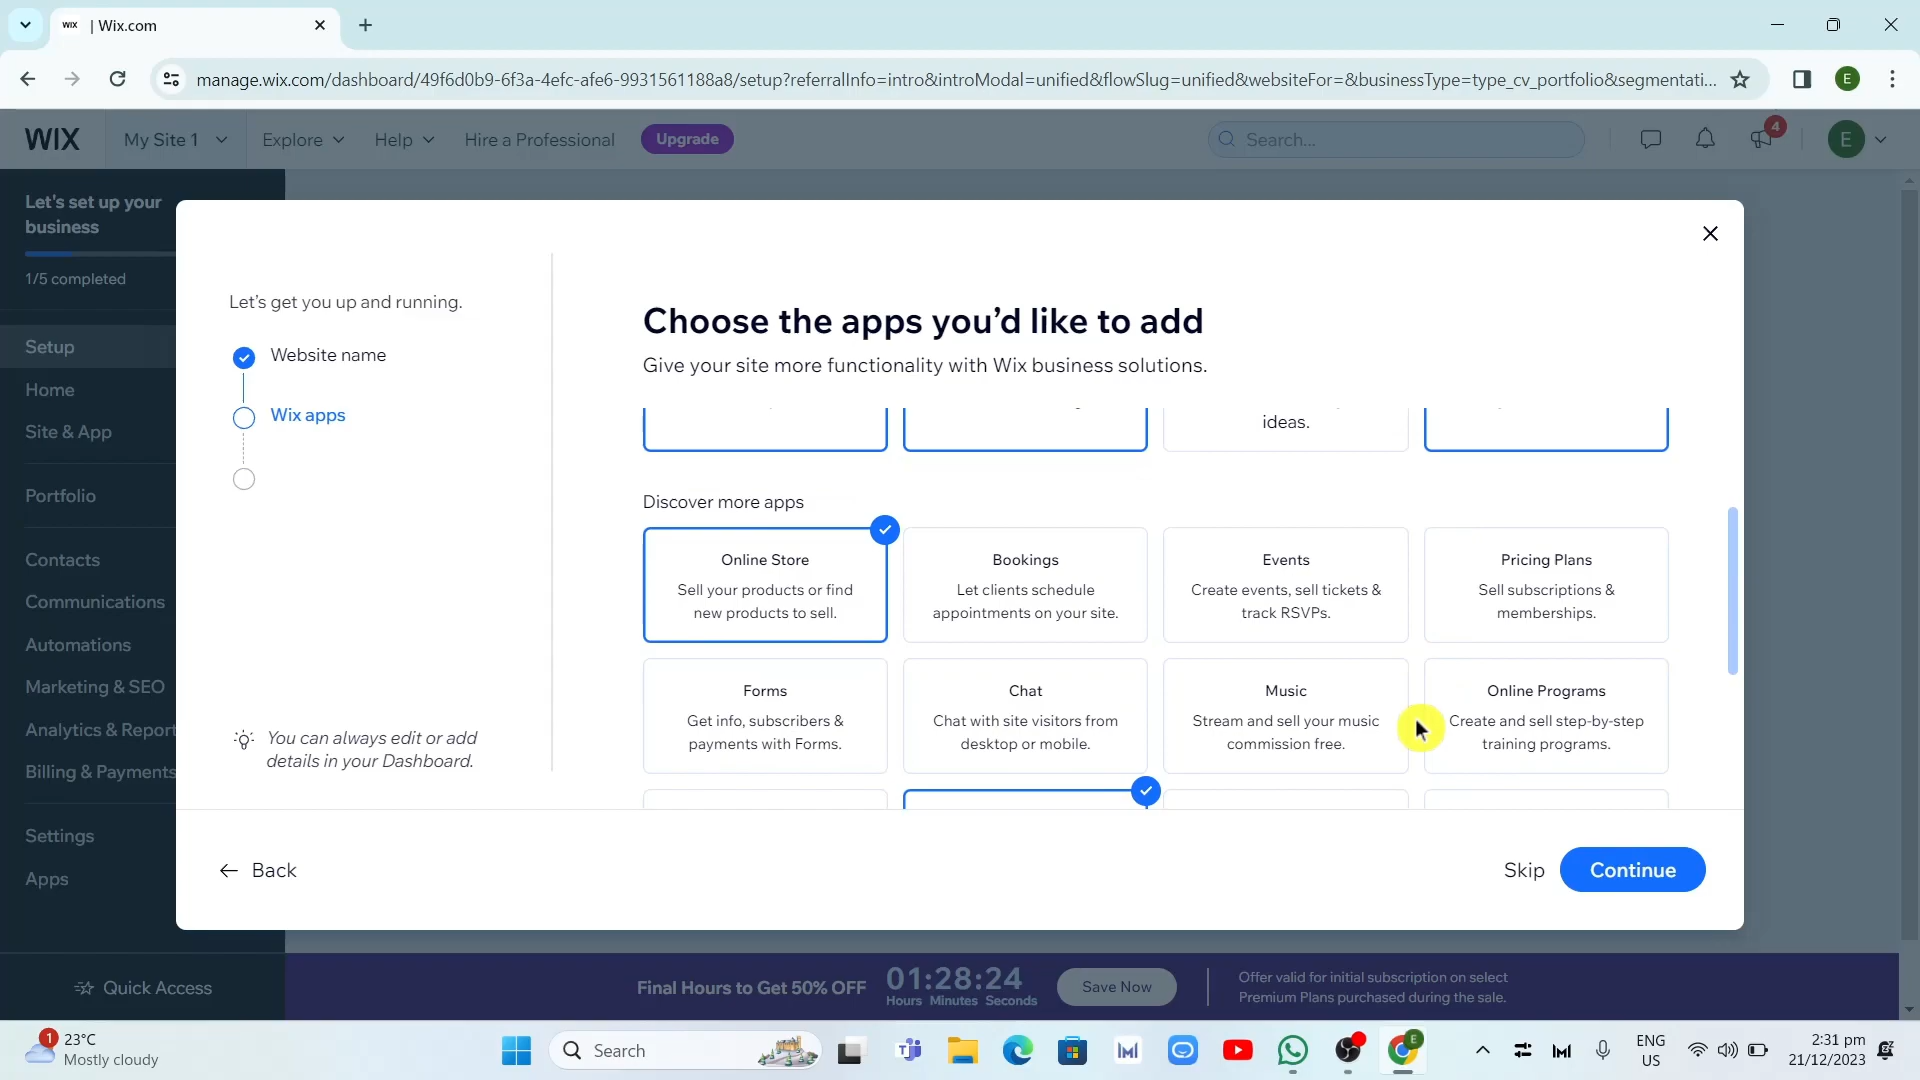 WIX | Wix.com
manage.wix.com/dashboard/49f6d0b9-6f3a-4efc-afe6-9931561188a8/setup?referralInfo=intro&introModal=unified&flowSlug=unified&websiteFor=&businessType=type_cv_portfolio&segmentati...
E
WIX
My Site 1
Explore
Help
Hire a Professional
Upgrade
Search...
4
E
Let's set up your
business
1/5 completed
Setup
Home
Site & App
Portfolio
Contacts
Communications
Automations
Marketing & SEO
Analytics & Report
Billing & Payments
Settings
Apps
Quick Access
Let's get you up and running.
Website name
Wix apps
You can always edit or add
details in your Dashboard.
Choose the apps you'd like to add
Give your site more functionality with Wix business solutions.
ideas.
Discover more apps
Online Store
Sell your products or find
new products to sell.
Bookings
Let clients schedule
appointments on your site.
Events
Create events, sell tickets &
track RSVPs.
Pricing Plans
Sell subscriptions &
memberships.
Forms
Get info, subscribers &
payments with Forms.
Chat
Chat with site visitors from
desktop or mobile.
Music
Stream and sell your music
commission free.
Online Programs
Create and sell step-by-step
training programs.
Back
Skip
Continue
Final Hours to Get 50% OFF
01:28:24
Hours Minutes Seconds
Save Now
Offer valid for initial subscription on select
Premium Plans purchased during the sale.
1
23°C
Mostly cloudy
Search
E
ENG
US
2:31 pm
21/12/2023